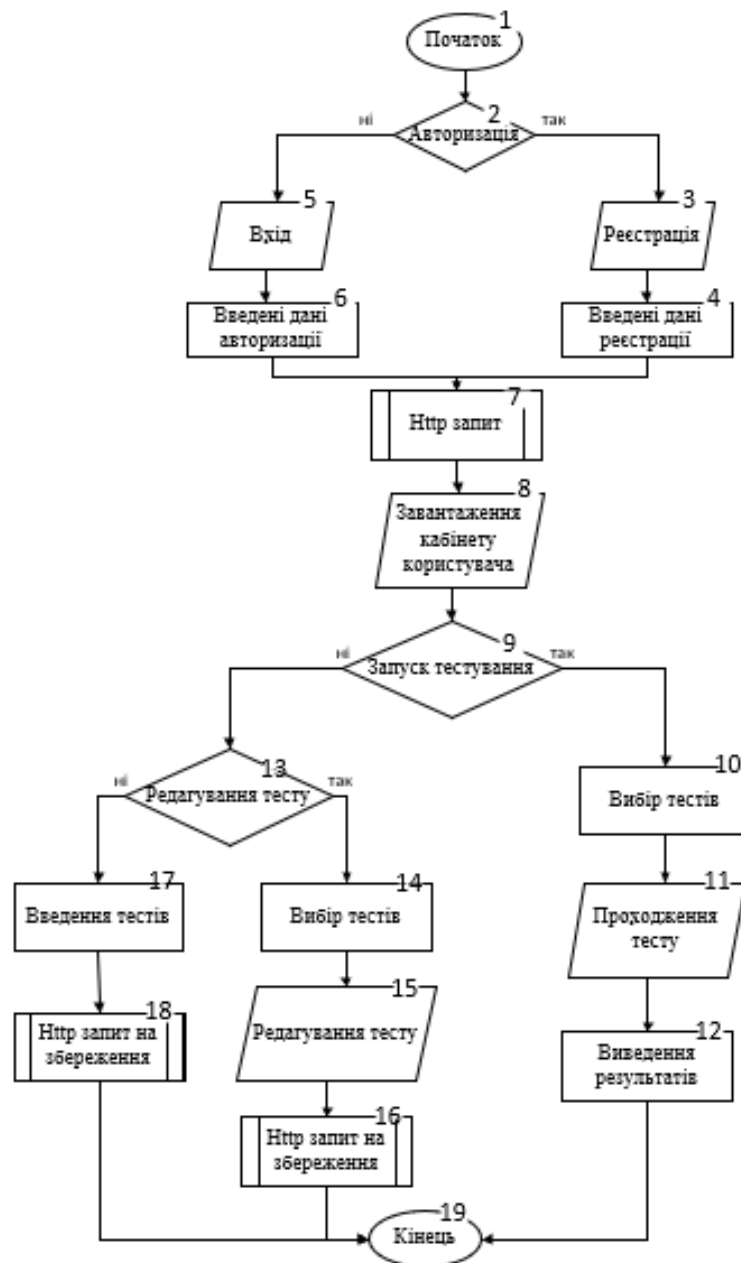 1
Початок
2
ні
так
Авторизація
5
3
Вхід
Реєстрація
6
4
Введені дані
авторизації
Введені дані
реєстрації
7
Http запит
8
Завантаження
кабінету
користувача
9
ні
так
Запуск тестування
13
10
ні
так
Редагування тесту
Вибір тестів
17
14
11
Введення тестів
Вибір тестів
Проходження
тесту
15
18
Http запит на
збереження
Редагування тесту
12
Виведення
результатів
16
Http запит на
збереження
19
Кінець